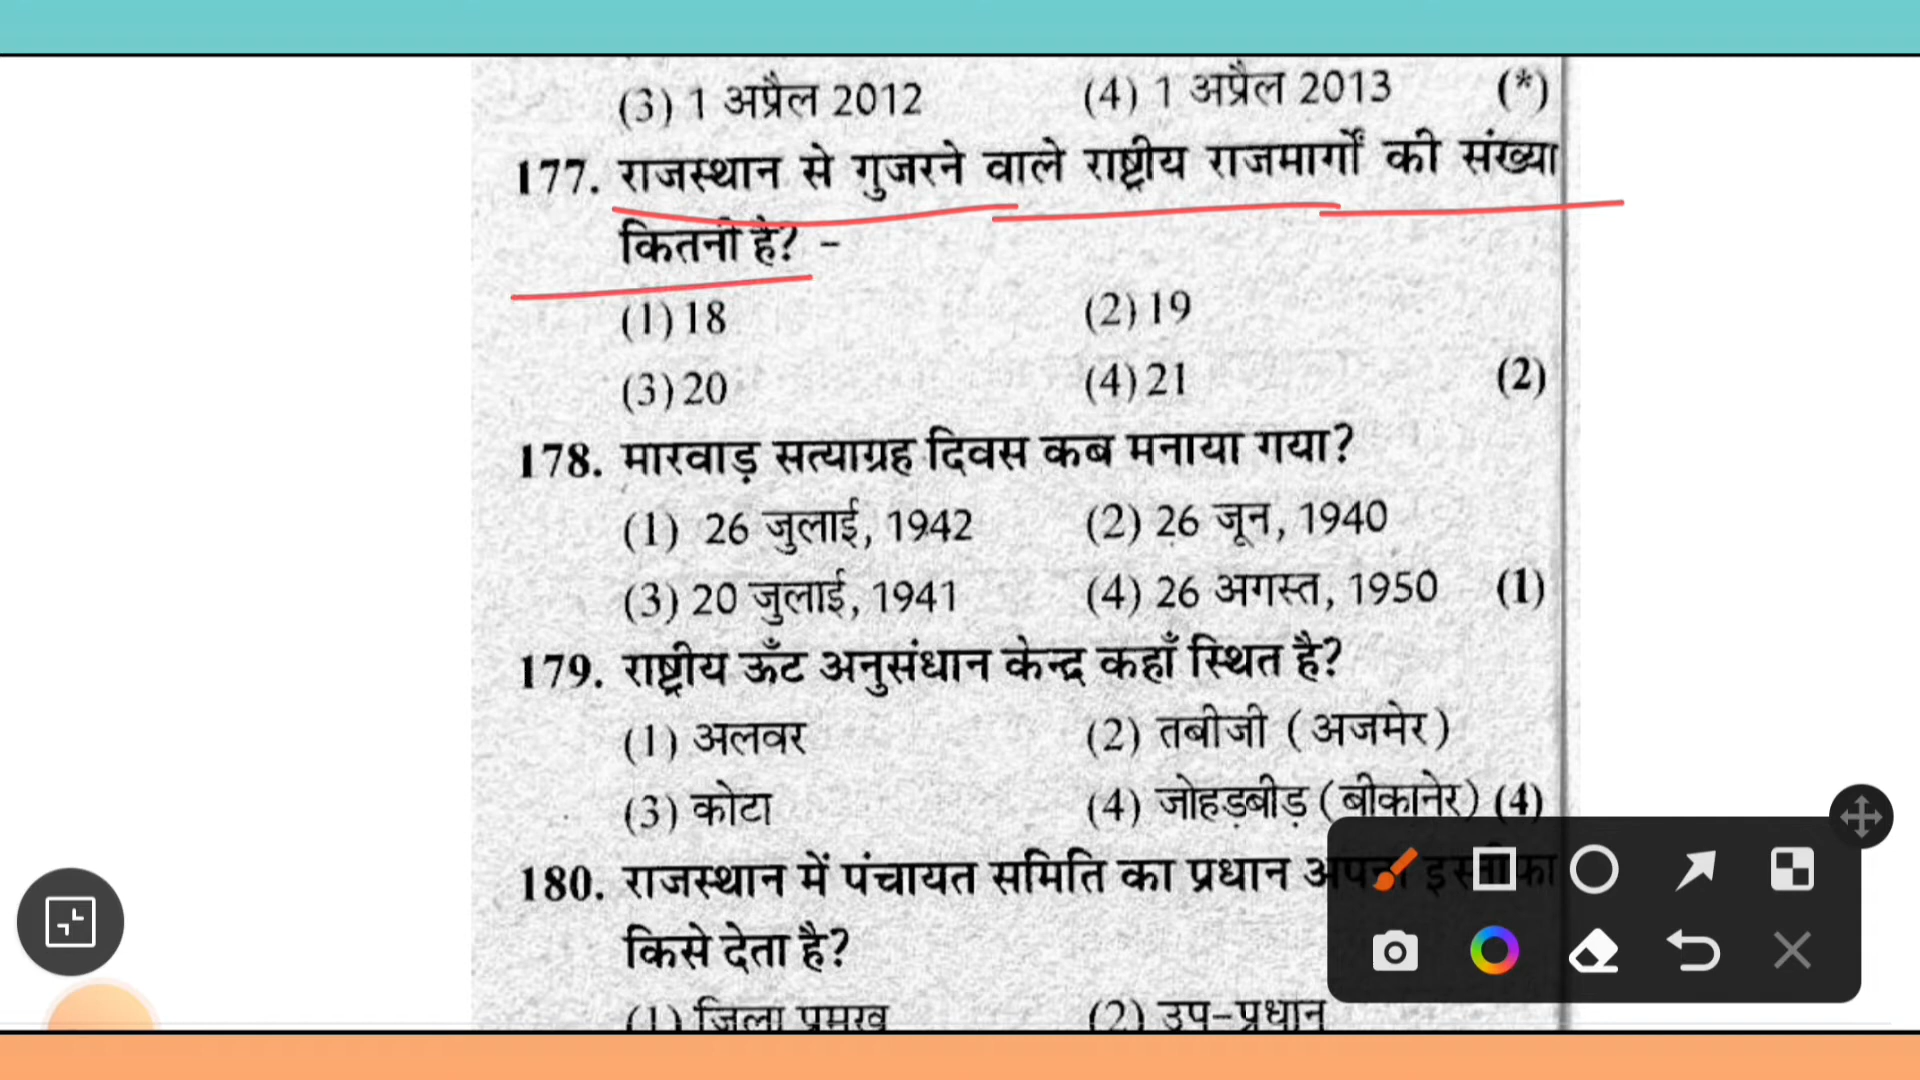 (3) 1 अप्रैल 2012 (4) 1 अप्रैल 2013 (*)
177. राजस्थान से गुजरने वाले राष्ट्रीय राजमार्गों की संख्या
कितनी है? -
(1) 18 (2) 19
(3) 20 (4) 21 (2)
178. मारवाड़ सत्याग्रह दिवस कब मनाया गया?
(1) 26 जुलाई, 1942 (2) 26 जून, 1940
(3) 20 जुलाई, 1941 (4) 26 अगस्त, 1950 (1)
179. राष्ट्रीय ऊँट अनुसंधान केन्द्र कहाँ स्थित है?
(1) अलवर (2) तबीजी (अजमेर)
(3) कोटा (4) जोहड़बीड़ (बीकानेर) (4)
180. राजस्थान में पंचायत समिति का प्रधान अपना इस्तीफा
किसे देता है?
(1) जिला प्रमुख (2) उप-प्रधान